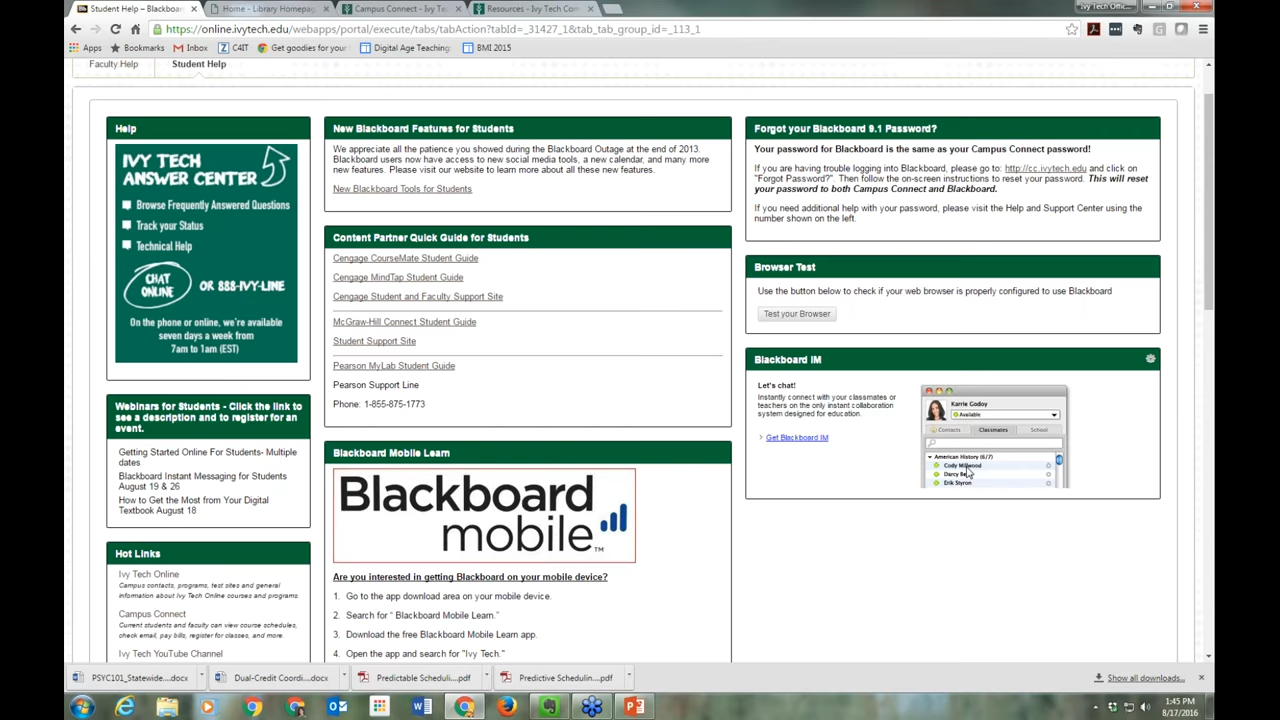 Student Help – Blackboa
Home - Library Homepag
Campus Connect - Ivy Tec
Resources - Ivy Tech Com
Ivy Tech Offic...
https://online.ivytech.edu/webapps/portal/execute/tabs/tabAction?tabId=_31427_1&tab_tab_group_id=_113_1
Apps
Bookmarks
Inbox
C4IT
Get goodies for your
Digital Age Teaching
BMI 2015
Faculty Help
Student Help
Help
IVY TECH
ANSWER CENTER
Browse Frequently Answered Questions
Track your Status
Technical Help
CHAT
ONLINE
OR 888-IVY-LINE
On the phone or online, we're available
seven days a week from
7am to 1am (EST)
Webinars for Students - Click the link to
see a description and to register for an
event.
Getting Started Online For Students- Multiple
dates
Blackboard Instant Messaging for Students
August 19 & 26
How to Get the Most from Your Digital
Textbook August 18
Hot Links
Ivy Tech Online
Campus contacts, programs, test sites and general
information about Ivy Tech Online courses and programs.
Campus Connect
Current students and faculty can view course schedules,
check email, pay bills, register for classes, and more.
Ivy Tech YouTube Channel
New Blackboard Features for Students
We appreciate all the patience you showed during the Blackboard Outage at the end of 2013.
Blackboard users now have access to new social media tools, a new calendar, and many more
new features. Please visit our website to learn more about all these new features.
New Blackboard Tools for Students
Content Partner Quick Guide for Students
Cengage CourseMate Student Guide
Cengage MindTap Student Guide
Cengage Student and Faculty Support Site
McGraw-Hill Connect Student Guide
Student Support Site
Pearson MyLab Student Guide
Pearson Support Line
Phone: 1-855-875-1773
Blackboard Mobile Learn
Blackboard
mobile™
Are you interested in getting Blackboard on your mobile device?
1. Go to the app download area on your mobile device.
2. Search for " Blackboard Mobile Learn."
3. Download the free Blackboard Mobile Learn app.
4. Open the app and search for "Ivy Tech."
Forgot your Blackboard 9.1 Password?
Your password for Blackboard is the same as your Campus Connect password!
If you are having trouble logging into Blackboard, please go to: http://cc.ivytech.edu and click on
"Forgot Password?". Then follow the on-screen instructions to reset your password. This will reset
your password to both Campus Connect and Blackboard.
If you need additional help with your password, please visit the Help and Support Center using the
number shown on the left.
Browser Test
Use the button below to check if your web browser is properly configured to use Blackboard
Test your Browser
Blackboard IM
Let's chat!
Instantly connect with your classmates or
teachers on the only instant collaboration
system designed for education.
Get Blackboard IM
Karrie Godoy
Available
Contacts
Classmates
School
American History (6/7)
Cody
Darcy
Erik Styron
PSYC101_Statewide....docx
Dual-Credit Coordi....docx
Predictable Scheduli....pdf
Predictive Schedulin....pdf
Show all downloads...
1:45 PM
8/17/2016